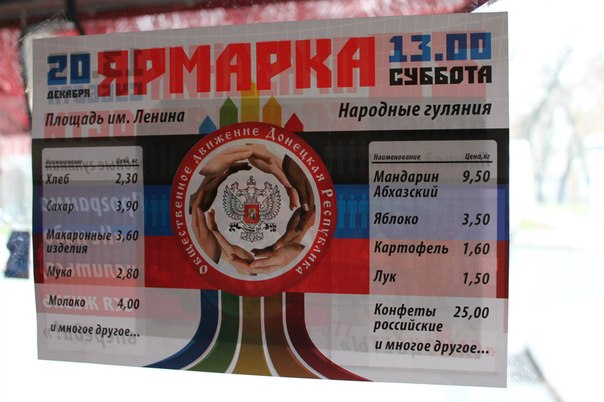 20
ДЕКАБРЯ
ЯРМАРКА
13.00
СУББОТА
Площадь им. Ленина
Народные гуляния
Наименование Цена, кг
Хлеб 2,30
Сахар 3,90
Макаронные 3,60
изделия
Мука 2,80
Молоко 4,00
и многое другое...
Общественное движение Донецкая Республика
Наименование Цена, кг
Мандарин 9,50
Абхазский
Яблоко 3,50
Картофель 1,60
Лук 1,50
Конфеты 25,00
российские
и многое другое...